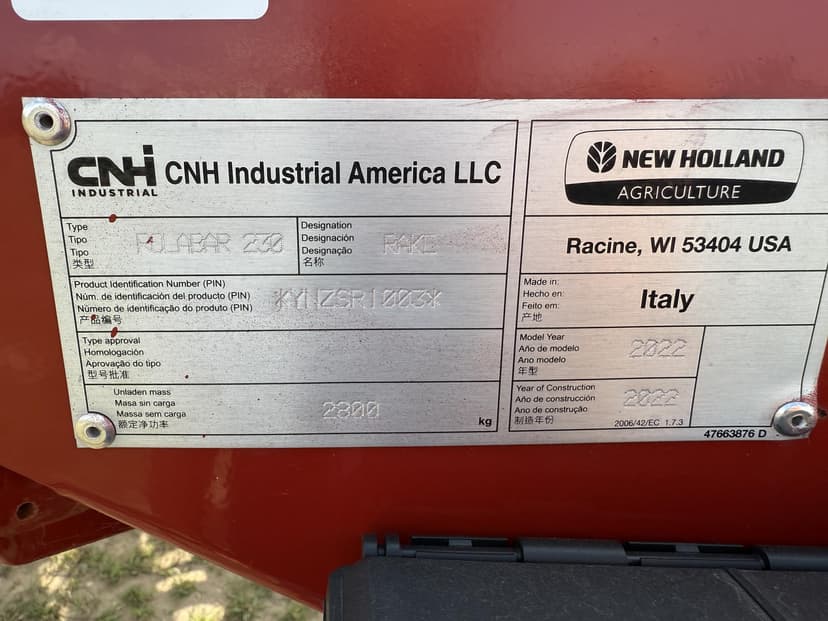 CNH INDUSTRIAL CNH Industrial America LLC
Type
Tipo
Tipo
类型
230
Designation
Designación
Designação
名称
RAKE
Product Identification Number (PIN)
Núm. de identificación del producto (PIN)
Número de identificação do produto (PIN)
产品编号
*YNZSR1003*
Type approval
Homologación
Aprovação do tipo
型号批准
Unladen mass
Masa sin carga
Massa sem carga
额定净功率
2800
kg
NEW HOLLAND
AGRICULTURE
Racine, WI 53404 USA
Made in:
Hecho en:
Feito em:
产地
Italy
Model Year
Año de modelo
Ano modelo
年型
2022
Year of Construction
Año de construcción
Ano de construção
制造年份
2022
2006/42/EC 1.7.3
47663876 D